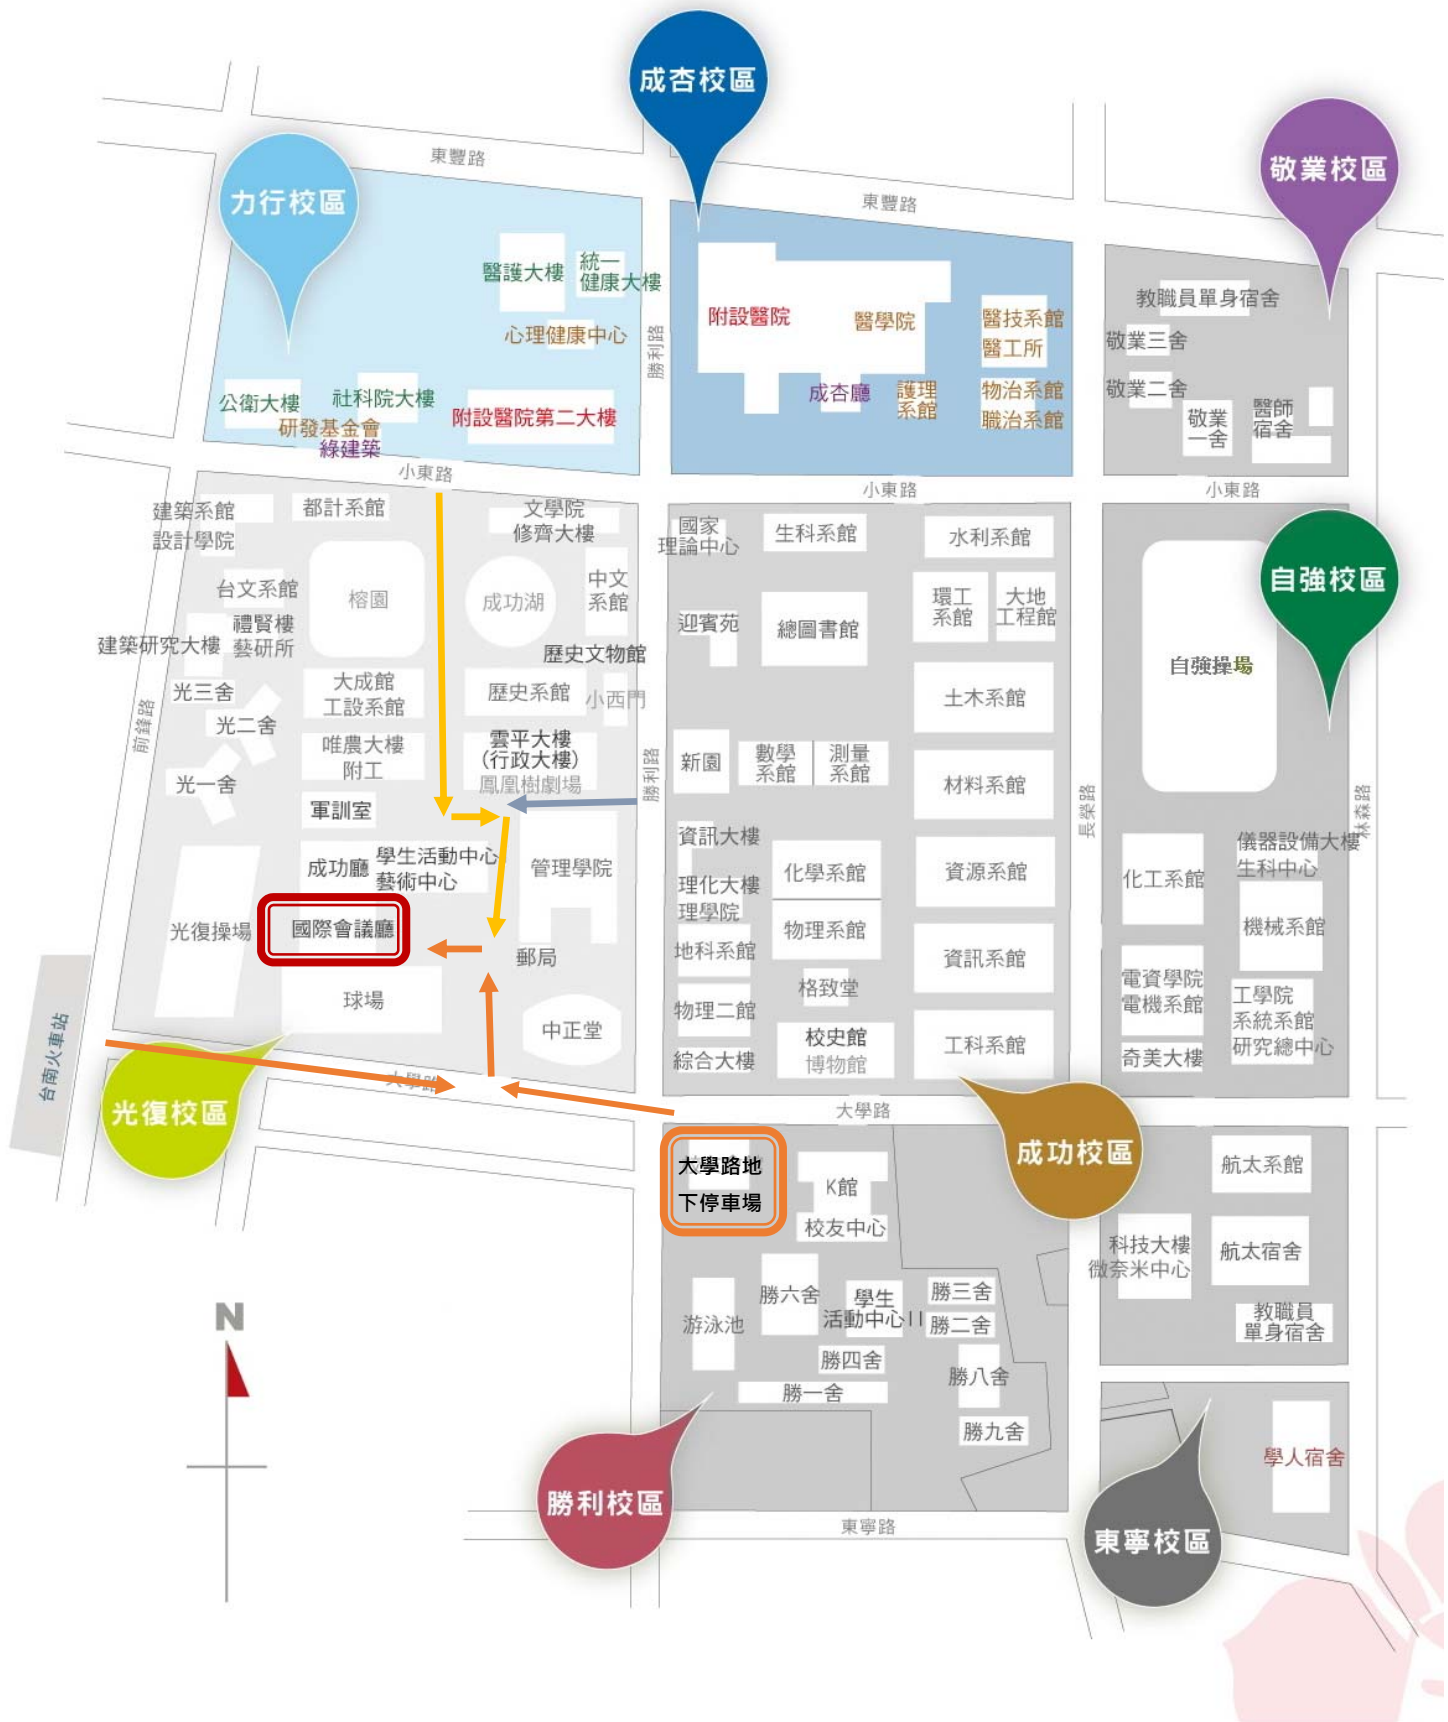 成杏校區
敬業校區
力行校區
東豐路
東豐路
醫護大樓
統一
健康大樓
心理健康中心
公衛大樓
社科院大樓
研發基金會
綠建築
附設醫院第二大樓
勝利路
附設醫院
醫學院
醫技系館
醫工所
成杏廳
護理
系館
物治系館
職治系館
教職員單身宿舍
敬業三舍
敬業二舍
敬業
一舍
醫師
宿舍
小東路
小東路
小東路
建築系館
設計學院
都計系館
文學院
修齊大樓
台文系館
榕園
成功湖
中文
系館
建築研究大樓
禮賢樓
藝研所
歷史文物館
光三舍
大成館
工設系館
歷史系館
小西門
光二舍
前鋒路
唯農大樓
附工
雲平大樓
(行政大樓)
鳳凰樹劇場
光一舍
軍訓室
勝利路
成功廳
學生活動中心
藝術中心
管理學院
光復操場
國際會議廳
郵局
球場
中正堂
台南火車站
光復校區
大學路
國家
理論中心
生科系館
水利系館
迎賓苑
總圖書館
環工
系館
大地
工程館
土木系館
新園
數學
系館
測量
系館
材料系館
資訊大樓
化學系館
資源系館
理化大樓
理學院
物理系館
地科系館
資訊系館
格致堂
物理二館
校史館
博物館
工科系館
綜合大樓
長榮路
自強校區
自強操場
林森路
儀器設備大樓
生科中心
化工系館
機械系館
電資學院
電機系館
工學院
系統系館
研究總中心
奇美大樓
大學路
成功校區
大學路地
下停車場
K館
校友中心
航太系館
科技大樓
微奈米中心
航太宿舍
教職員
單身宿舍
游泳池
勝六舍
學生
活動中心II
勝三舍
勝二舍
勝四舍
勝一舍
勝八舍
勝九舍
N
勝利校區
東寧路
東寧校區
學人宿舍